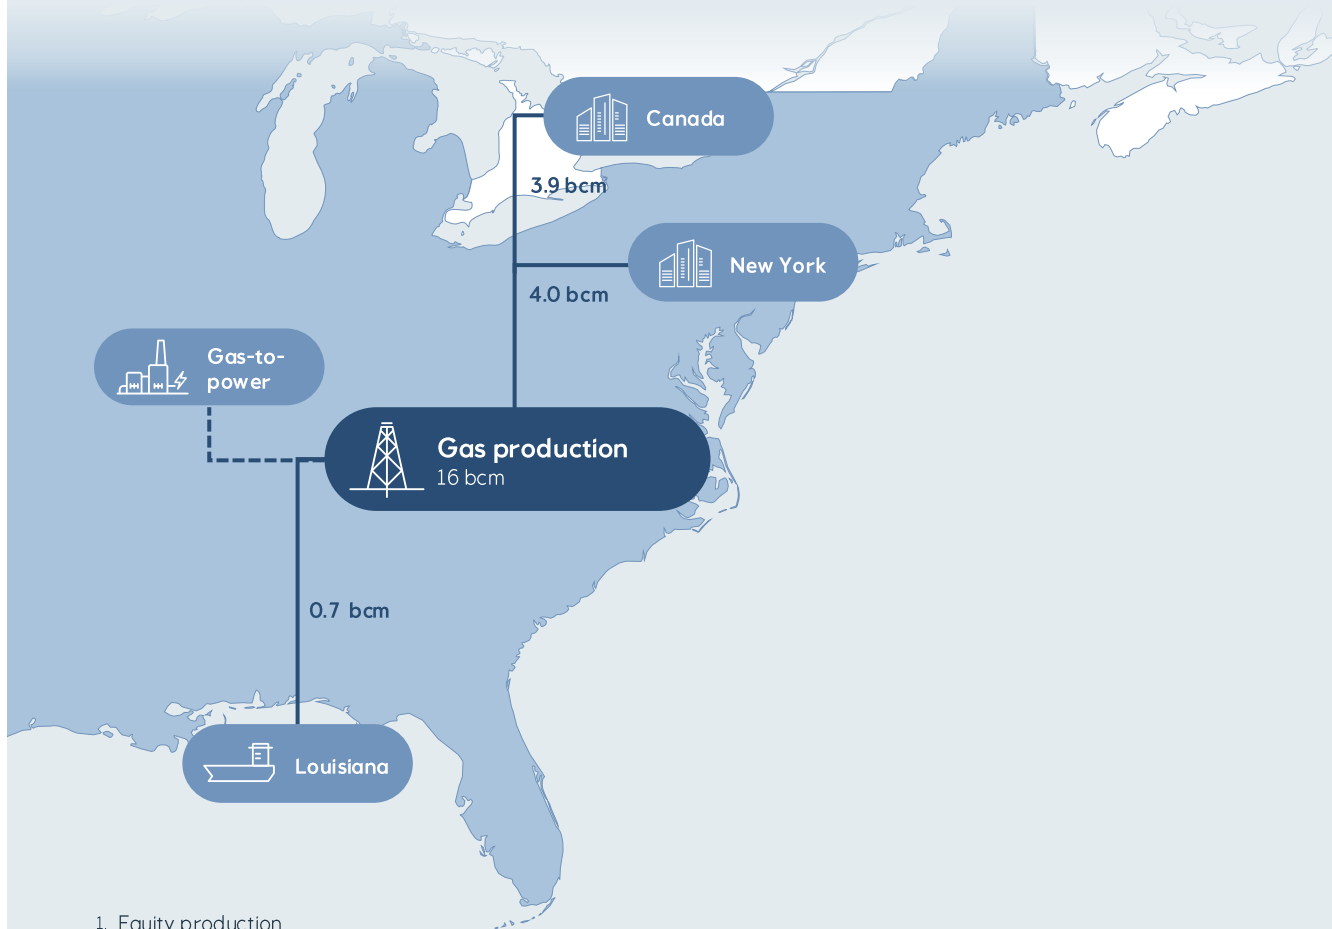 Canada
3.9 bcm
New York
4.0 bcm
Gas-to-
power
Gas production
16 bcm
0.7 bcm
Louisiana
1. Equity production